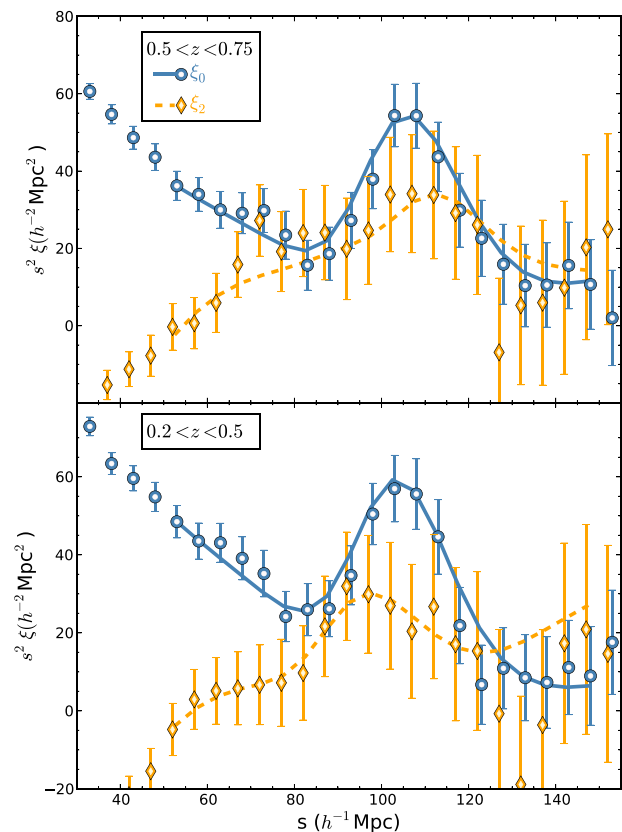 80
60
40
20
0
s² ξ(h⁻² Mpc²)
0.5 < z < 0.75
ξ₀
ξ₂
60
40
20
0
−20
s² ξ(h⁻² Mpc²)
0.2 < z < 0.5
40 60 80 100 120 140
s (h⁻¹ Mpc)